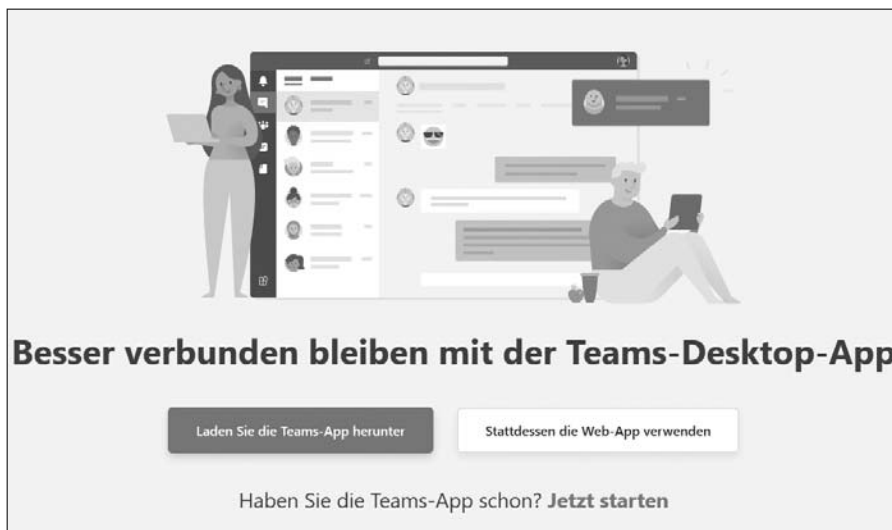 Besser verbunden bleiben mit der Teams-Desktop-App
Laden Sie die Teams-App herunter
Stattdessen die Web-App verwenden
Haben Sie die Teams-App schon? Jetzt starten